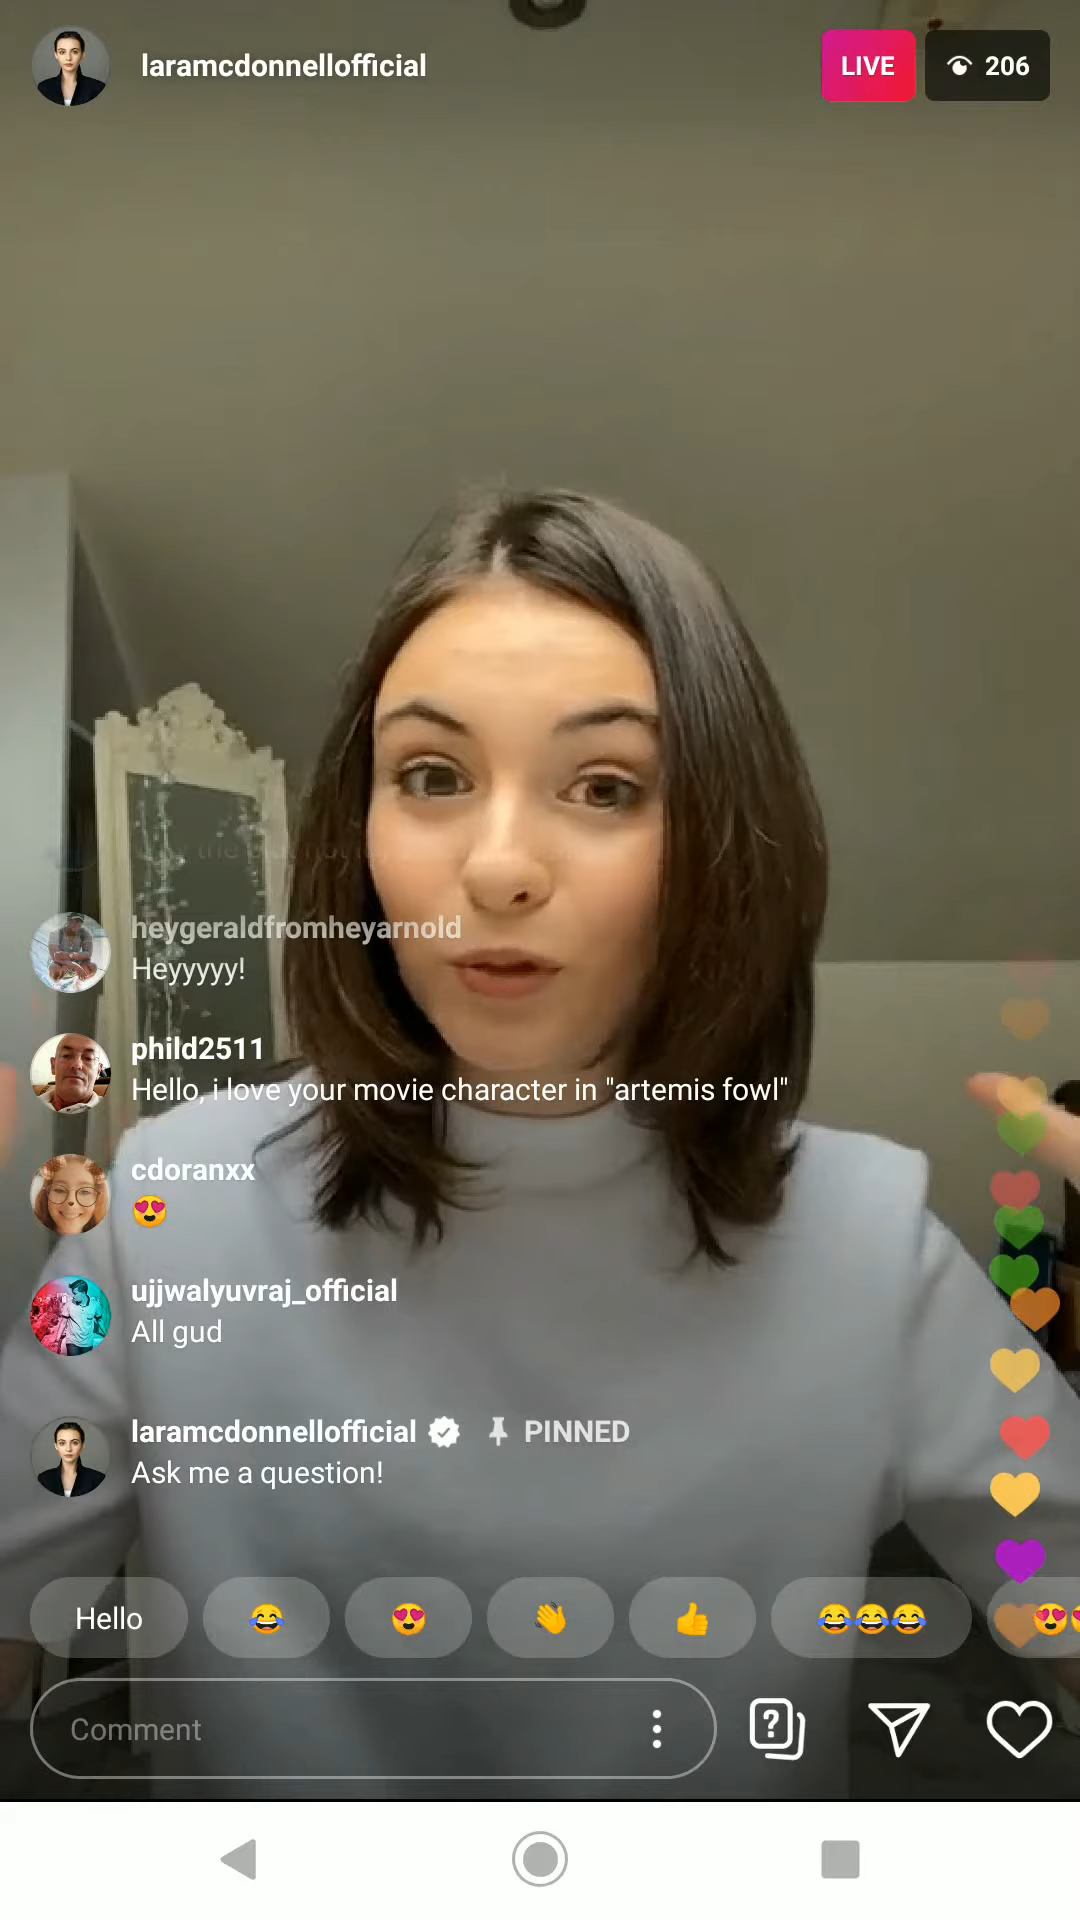 laramcdonnellofficial
LIVE
206
heygeraldfromheyarnold
Heyyyyy!
phild2511
Hello, i love your movie character in "artemis fowl"
cdoranxx
😍
ujjwalyuvraj_official
All gud
laramcdonnellofficial PINNED
Ask me a question!
Hello 😂 😍 👋 👍 😂😂😂 😍
Comment